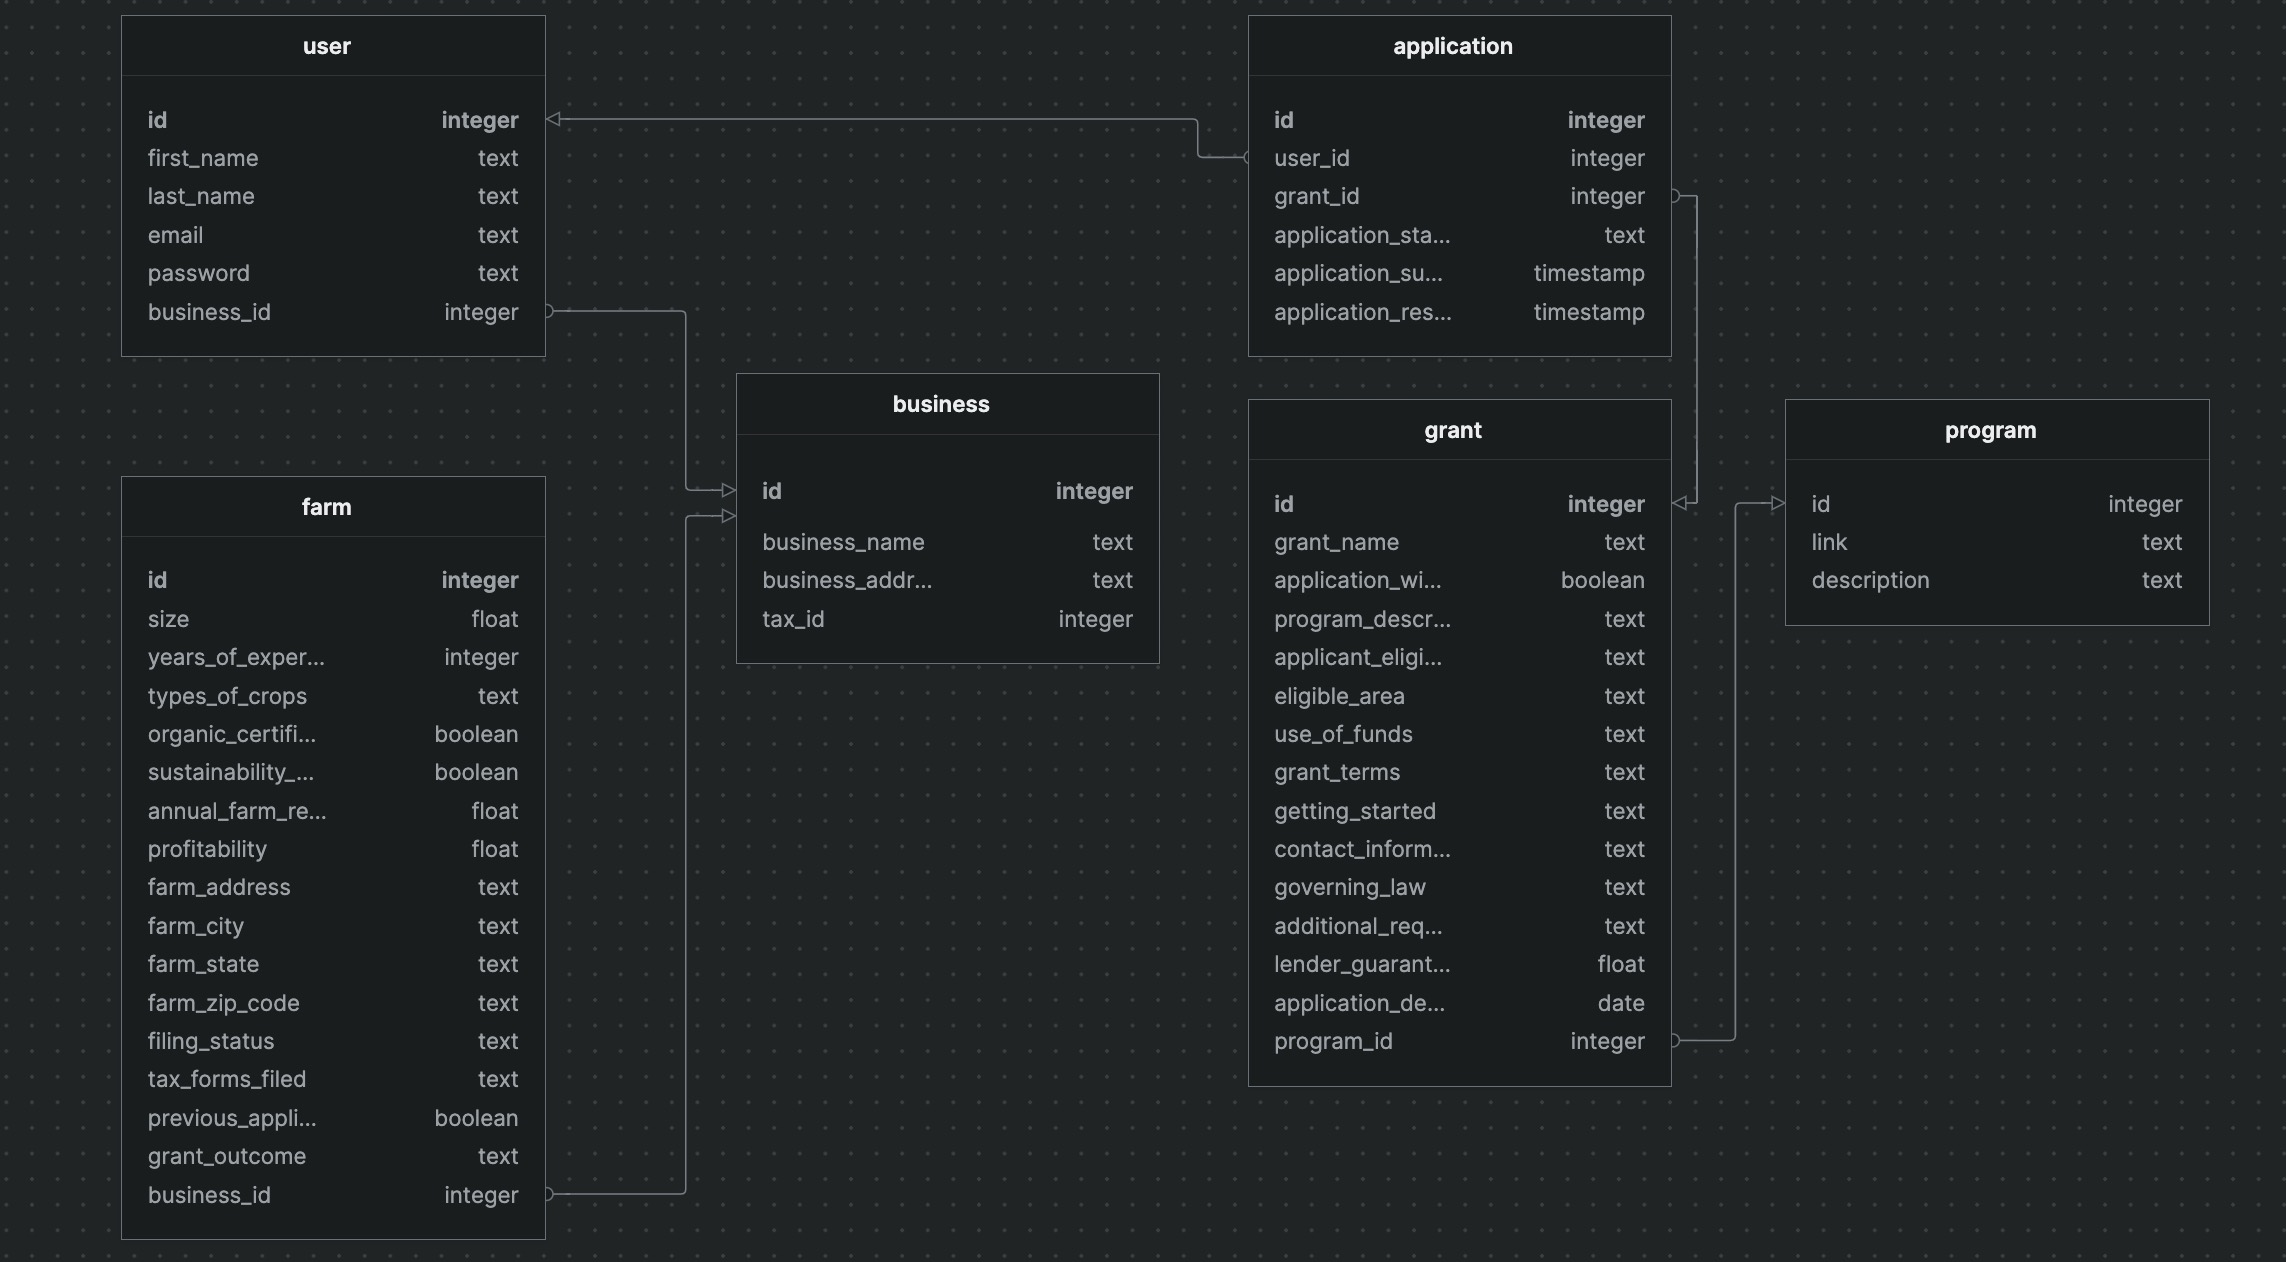 user
id integer
first_name text
last_name text
email text
password text
business_id integer
application
id integer
user_id integer
grant_id integer
application_sta... text
application_su... timestamp
application_res... timestamp
business
id integer
business_name text
business_addr... text
tax_id integer
farm
id integer
size float
years_of_exper... integer
types_of_crops text
organic_certifi... boolean
sustainability_... boolean
annual_farm_re... float
profitability float
farm_address text
farm_city text
farm_state text
farm_zip_code text
filing_status text
tax_forms_filed text
previous_appli... boolean
grant_outcome text
business_id integer
grant
id integer
grant_name text
application_wi... boolean
program_descr... text
applicant_eligi... text
eligible_area text
use_of_funds text
grant_terms text
getting_started text
contact_inform... text
governing_law text
additional_req... text
lender_guarant... float
application_de... date
program_id integer
program
id integer
link text
description text